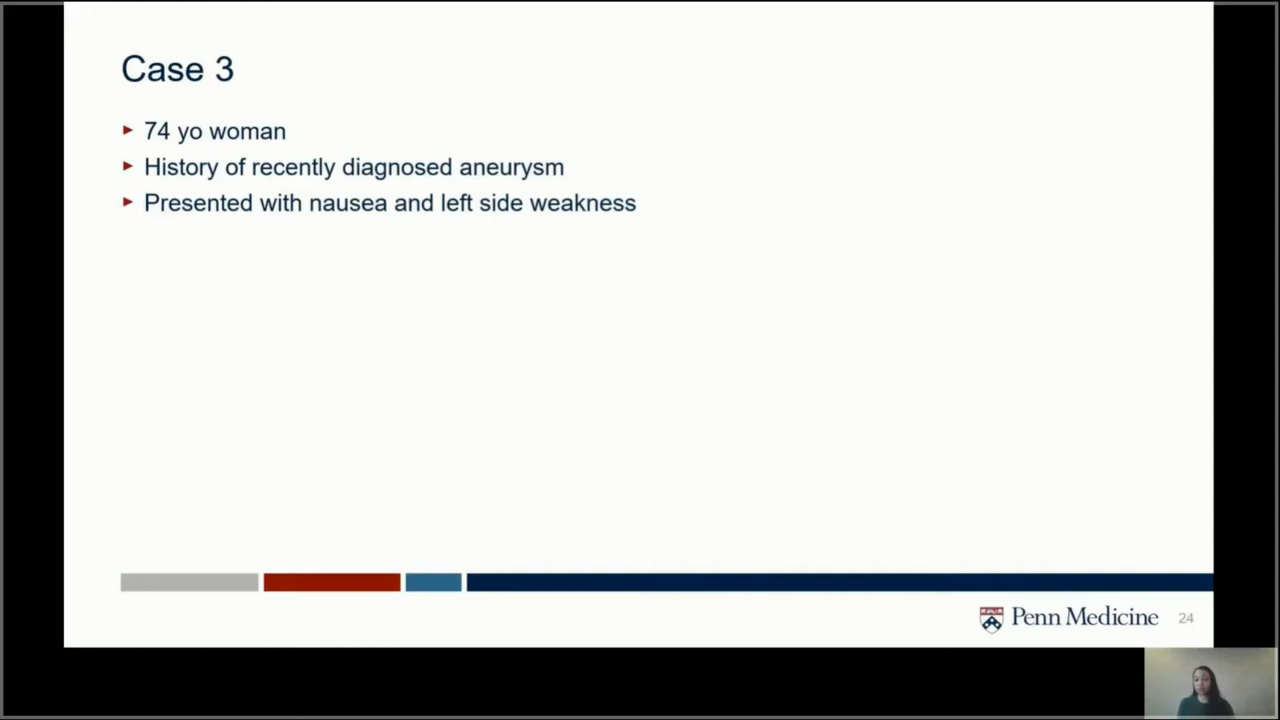 Case 3
74 yo woman
History of recently diagnosed aneurysm
Presented with nausea and left side weakness
Penn Medicine 24